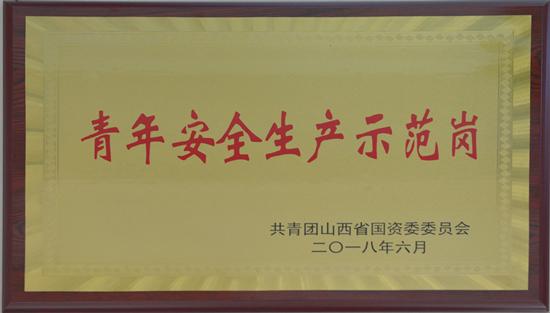 青年安全生产示范岗
共青团山西省国资委委员会
二〇一八年六月